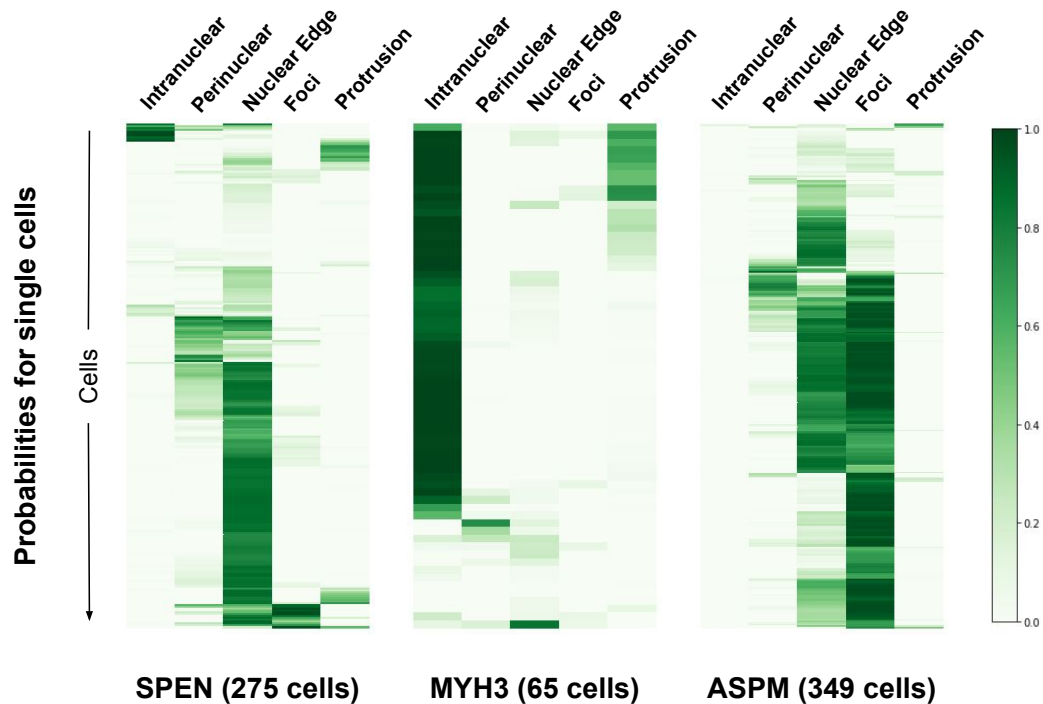 Intranuclear
Perinuclear
Nuclear Edge
Foci
Protrusion
Intranuclear
Perinuclear
Nuclear Edge
Foci
Protrusion
Intranuclear
Perinuclear
Nuclear Edge
Foci
Protrusion
Probabilities for single cells
Cells
1.0
0.8
0.6
0.4
0.2
0.0
SPEN (275 cells)
MYH3 (65 cells)
ASPM (349 cells)